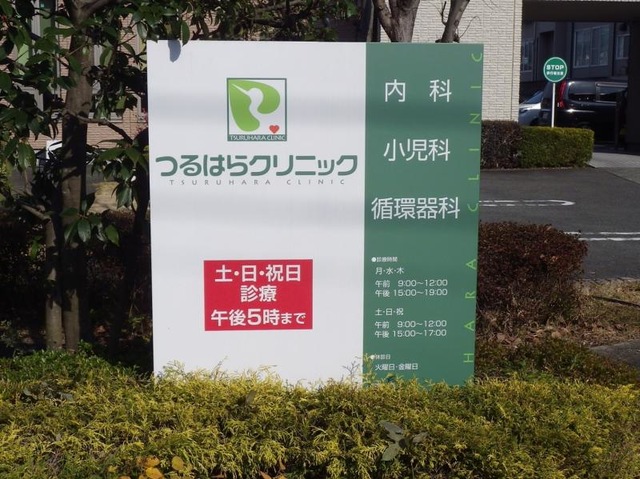 TSURUHARA CLINIC
つるはらクリニック
TSURUHARA CLINIC
土・日・祝日
診療
午後5時まで
内科
小児科
循環器科
●診療時間
月・水・木
午前 9:00～12:00
午後 15:00～19:00
土・日・祝
午前 9:00～12:00
午後 15:00～17:00
●休診日
火曜日・金曜日
HARA CLINIC
STOP